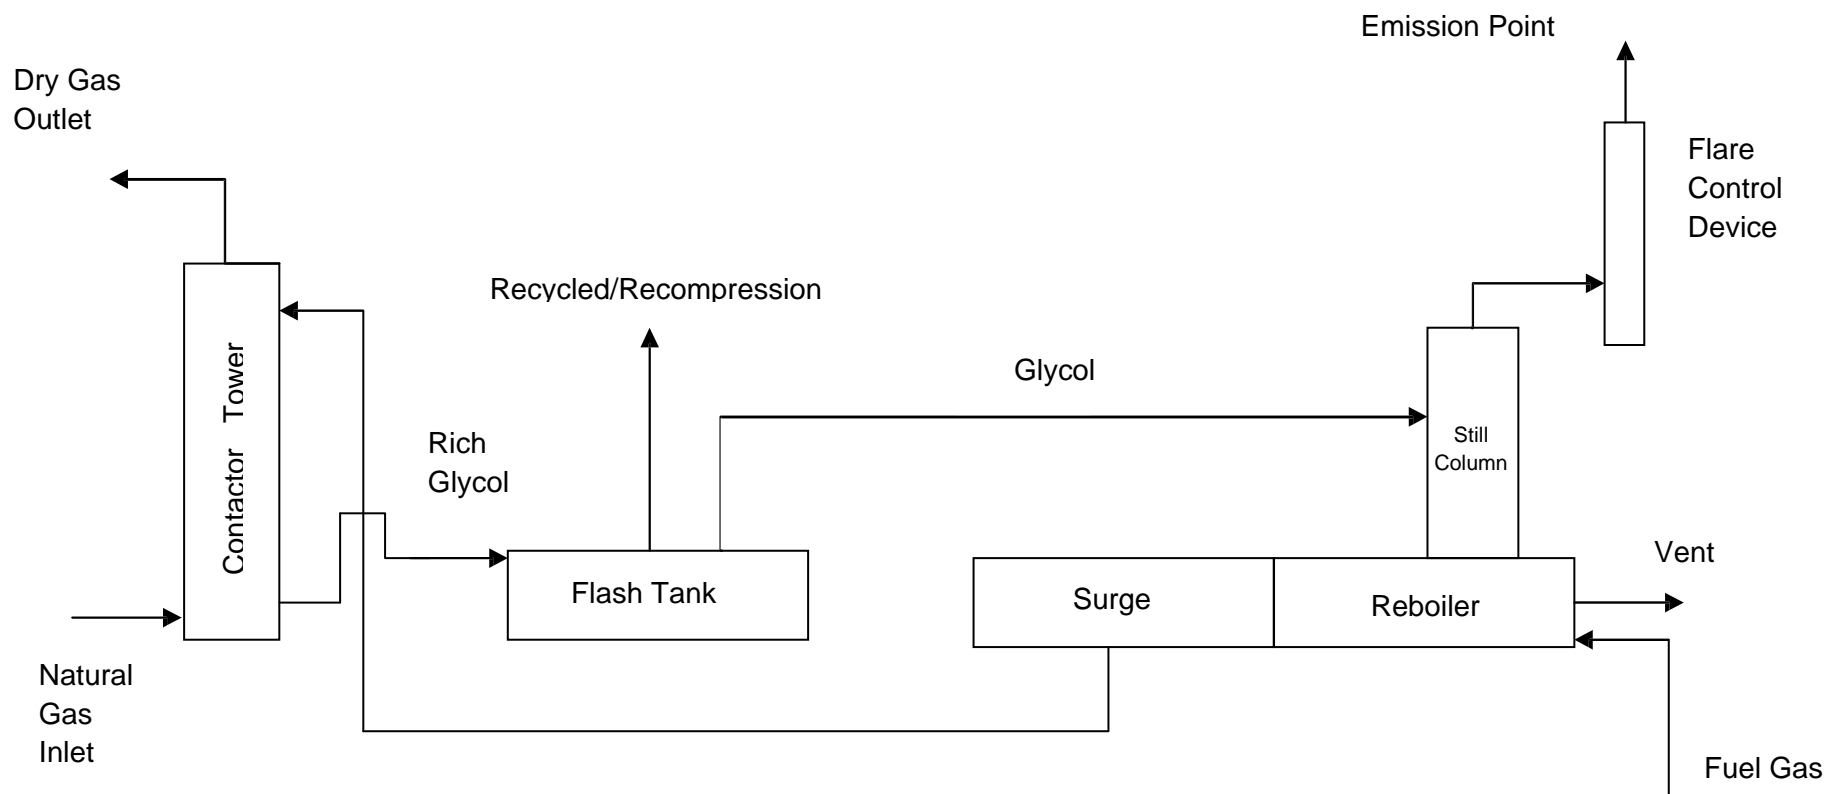 Emission Point
Dry Gas
Outlet
Flare
Control
Device
Recycled/Recompression
Contactor Tower
Glycol
Rich
Glycol
Still
Column
Flash Tank
Surge
Reboiler
Vent
Natural
Gas
Inlet
Fuel Gas